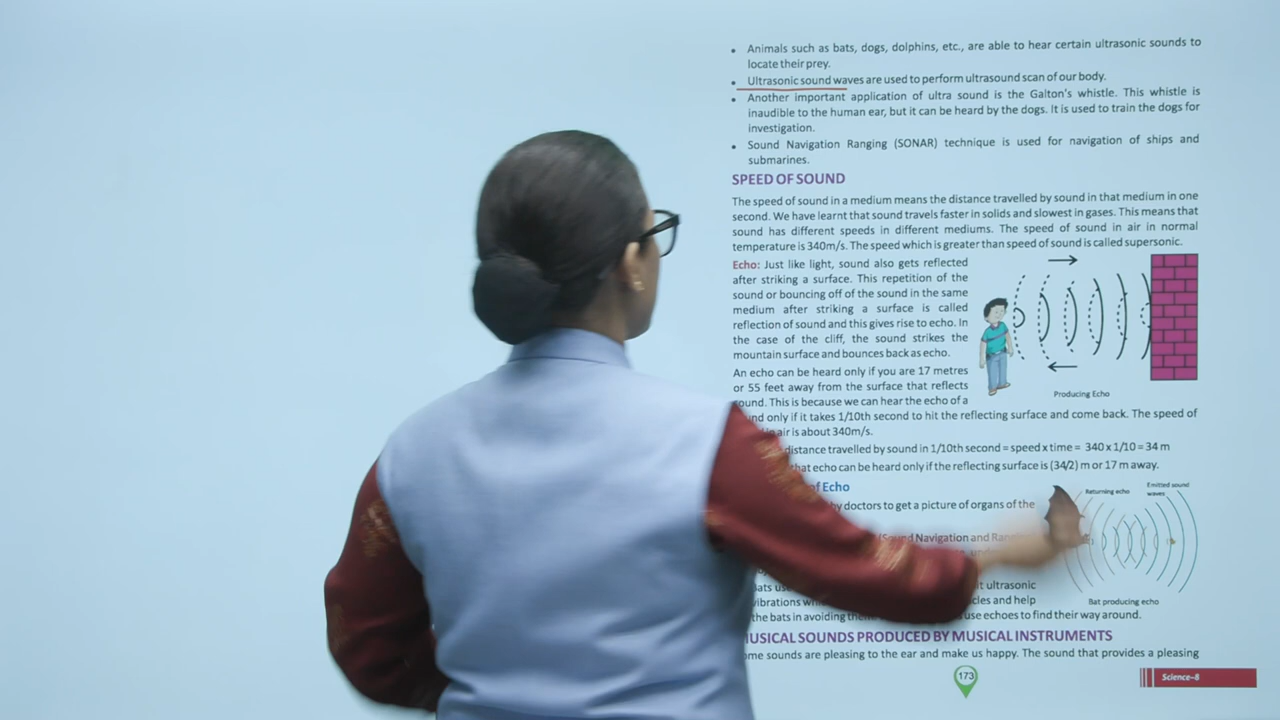 Animals such as bats, dogs, dolphins, etc., are able to hear certain ultrasonic sounds to
locate their prey.
Ultrasonic sound waves are used to perform ultrasound scan of our body.
Another important application of ultra sound is the Galton's whistle. This whistle is
inaudible to the human ear, but it can be heard by the dogs. It is used to train the dogs for
investigation.
Sound Navigation Ranging (SONAR) technique is used for navigation of ships and
submarines.
SPEED OF SOUND
The speed of sound in a medium means the distance travelled by sound in that medium in one
second. We have learnt that sound travels faster in solids and slowest in gases. This means that
sound has different speeds in different mediums. The speed of sound in air in normal
temperature is 340m/s. The speed which is greater than speed of sound is called supersonic.
Echo: Just like light, sound also gets reflected
after striking a surface. This repetition of the
sound or bouncing off of the sound in the same
medium after striking a surface is called
reflection of sound and this gives rise to echo. In
the case of the cliff, the sound strikes the
mountain surface and bounces back as echo.
Producing Echo
An echo can be heard only if you are 17 metres
or 55 feet away from the surface that reflects
sound. This is because we can hear the echo of a
only if it takes 1/10th second to hit the reflecting surface and come back. The speed of
air is about 340m/s.
distance travelled by sound in 1/10th second = speed x time = 340 x 1/10 = 34 m
that echo can be heard only if the reflecting surface is (34/2) m or 17 m away.
of Echo
by doctors to get a picture of organs of the
(Sound Navigation and
ultrasonic
vibrations and help
the bats in avoiding use echoes to find their way around.
Returning echo
Emitted sound
waves
Bat producing echo
MUSICAL SOUNDS PRODUCED BY MUSICAL INSTRUMENTS
sounds are pleasing to the ear and make us happy. The sound that provides a pleasing
173
Science-8